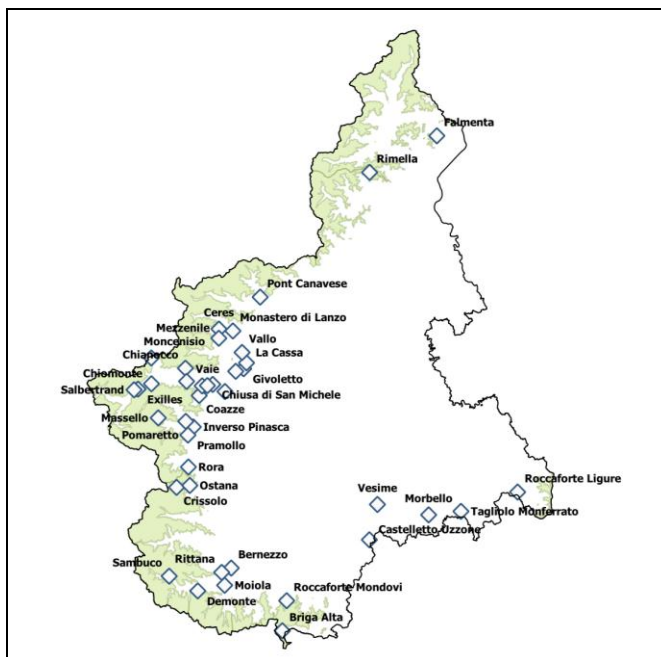 Falmenta
Rimella
Pont Canavese
Ceres
Monastero di Lanzo
Mezzenile
Moncenisio
Vallo
Chianocco
La Cassa
Vaie
Chiomonte
Givoletto
Salbertrand
Chiusa di San Michele
Exilles
Coazze
Massello
Inverso Pinasca
Pomaretto
Pramollo
Rora
Ostana
Crissolo
Roccaforte Ligure
Vesime
Morbello
Tagliolo Monferrato
Castelletto Uzzone
Bernezzo
Rittana
Sambuco
Moiola
Demonte
Roccaforte Mondovi
Briga Alta